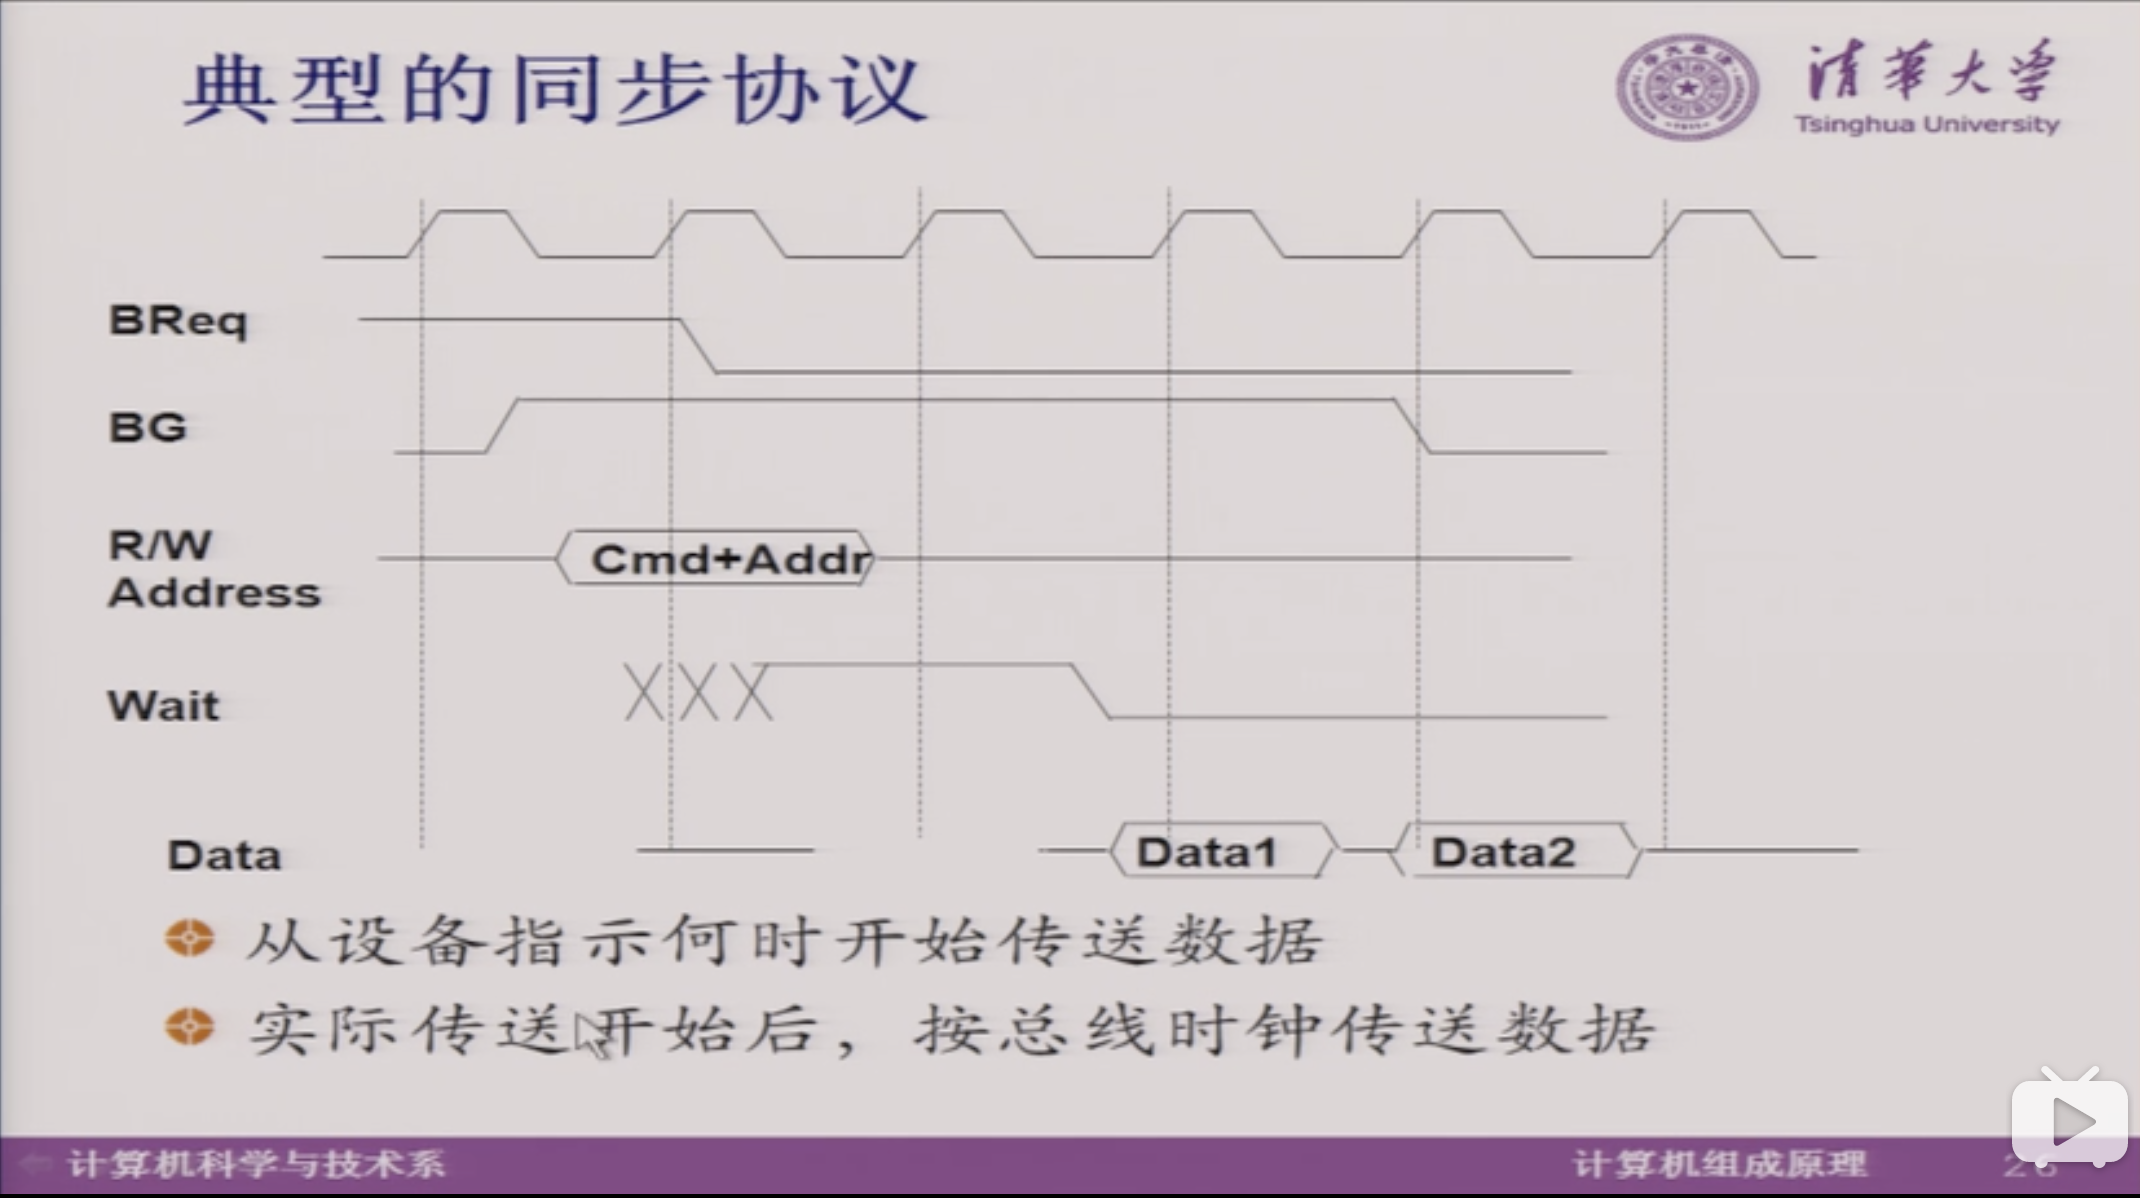 典型的同步协议
清华大学
Tsinghua University
BReq
BG
R/W
Address
Cmd+Addr
Wait
Data
Data1
Data2
从设备指示何时开始传送数据
实际传送开始后，按总线时钟传送数据
计算机科学与技术系
计算机组成原理